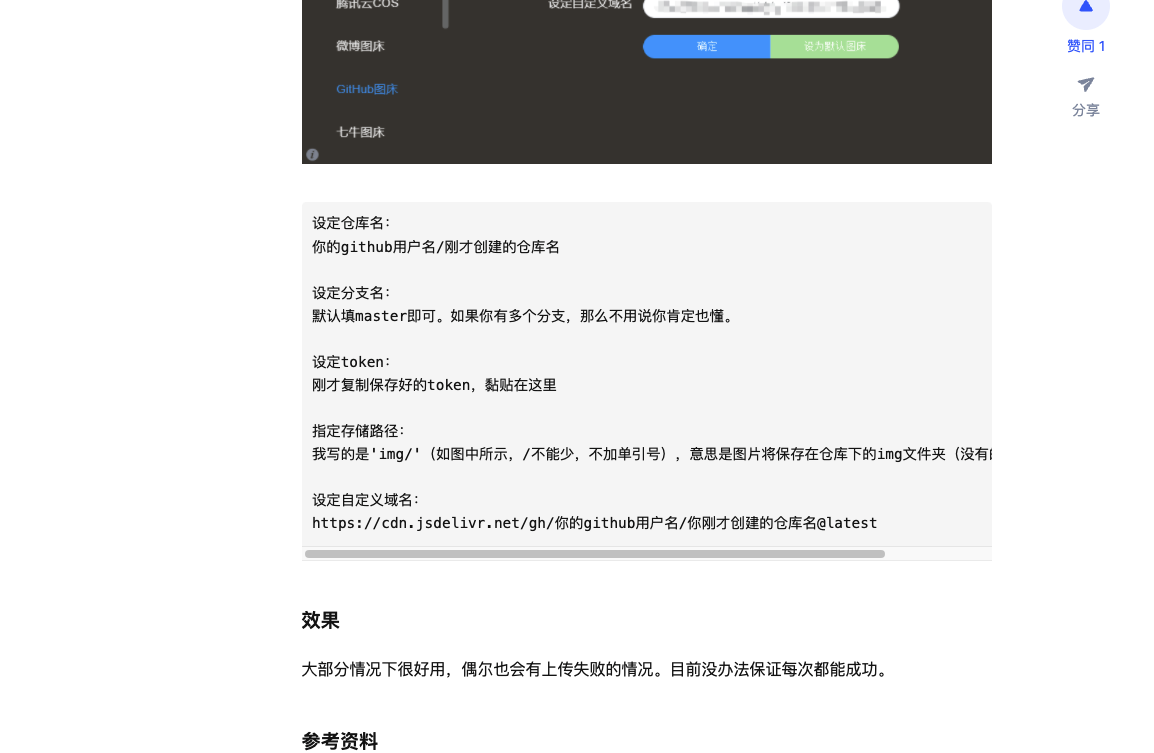 腾讯云COS
设定自定义域名
微博图床
确定
设为默认图床
GitHub图床
七牛图床
赞同 1
分享
设定仓库名：
你的github用户名/刚才创建的仓库名
设定分支名：
默认填master即可。如果你有多个分支，那么不用说你肯定也懂。
设定token：
刚才复制保存好的token，黏贴在这里
指定存储路径：
我写的是'img/'（如图中所示，/不能少，不加单引号），意思是图片将保存在仓库下的img文件夹（没有
设定自定义域名：
https://cdn.jsdelivr.net/gh/你的github用户名/你刚才创建的仓库名@latest
效果
大部分情况下很好用，偶尔也会有上传失败的情况。目前没办法保证每次都能成功。
参考资料